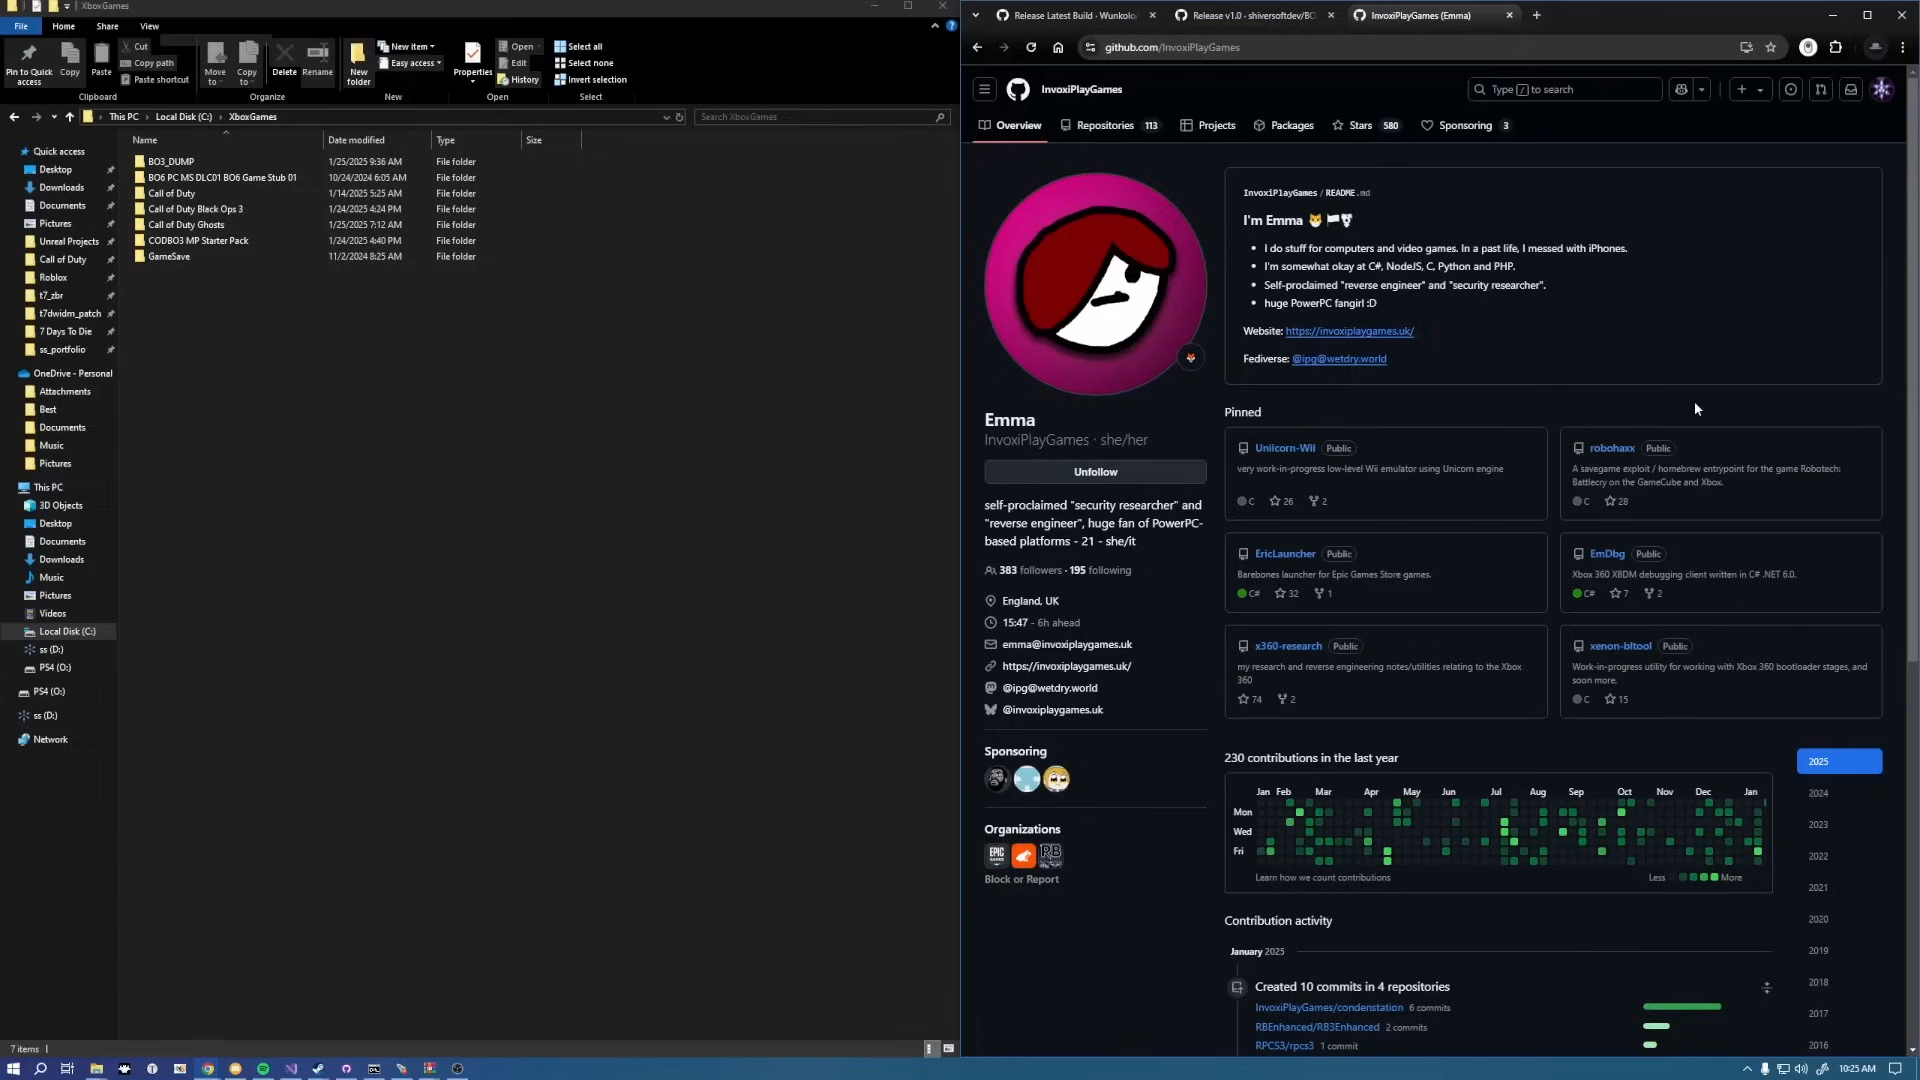 XboxGames
File
Home
Share
View
Pin to Quick access
Copy
Paste
Cut
Copy path
Paste shortcut
Move to
Copy to
Delete
Rename
New folder
New item
Easy access
Properties
Open
Edit
History
Select all
Select none
Invert selection
Clipboard
Organize
New
Open
Select
This PC > Local Disk (C:) > XboxGames
Search XboxGames
Name
Date modified
Type
Size
BO3_DUMP 1/25/2025 9:36 AM File folder
BO6 PC MS DLC01 BO6 Game Stub 01 10/24/2024 6:05 AM File folder
Call of Duty 1/14/2025 5:25 AM File folder
Call of Duty Black Ops 3 1/24/2025 4:24 PM File folder
Call of Duty Ghosts 1/25/2025 7:12 AM File folder
CODBO3 MP Starter Pack 1/24/2025 4:40 PM File folder
GameSave 11/2/2024 8:25 AM File folder
Quick access
Desktop
Downloads
Documents
Pictures
Unreal Projects
Call of Duty
Roblox
t7_zbr
t7dwidm_patch
7 Days To Die
ss_portfolio
OneDrive - Personal
Attachments
Best
Documents
Music
Pictures
This PC
3D Objects
Desktop
Documents
Downloads
Music
Pictures
Videos
Local Disk (C:)
ss (D:)
PS4 (O:)
PS4 (O:)
ss (D:)
Network
7 items
Release Latest Build · Wunkolo/
Release v1.0 · shiversoftdev/BO
InvoxiPlayGames (Emma)
github.com/InvoxiPlayGames
InvoxiPlayGames
Type / to search
Overview
Repositories 113
Projects
Packages
Stars 580
Sponsoring 3
InvoxiPlayGames / README.md
I'm Emma
I do stuff for computers and video games. In a past life, I messed with iPhones.
I'm somewhat okay at C#, NodeJS, C, Python and PHP.
Self-proclaimed "reverse engineer" and "security researcher".
huge PowerPC fangirl :D
Website: https://invoxiplaygames.uk/
Fediverse: @ipg@wetdry.world
Emma
InvoxiPlayGames · she/her
Unfollow
self-proclaimed "security researcher" and
"reverse engineer", huge fan of PowerPC-
based platforms - 21 - she/it
383 followers · 195 following
England, UK
15:47 - 6h ahead
emma@invoxiplaygames.uk
https://invoxiplaygames.uk/
@ipg@wetdry.world
@invoxiplaygames.uk
Sponsoring
Organizations
EPIC GAMES
RB
Block or Report
Pinned
Uniicorn-Wii Public
very work-in-progress low-level Wii emulator using Unicorn engine
C 26 2
robohaxx Public
A savegame exploit / homebrew entrypoint for the game Robotech:
Battlecry on the GameCube and Xbox.
C 28
EricLauncher Public
Barebones launcher for Epic Games Store games.
C# 32 1
EmDbg Public
Xbox 360 XBDM debugging client written in C# .NET 6.0.
C# 7 2
x360-research Public
my research and reverse engineering notes/utilities relating to the Xbox
360
74 2
xenon-bltool Public
Work-in-progress utility for working with Xbox 360 bootloader stages, and
soon more.
C 15
230 contributions in the last year
Jan Feb Mar Apr May Jun Jul Aug Sep Oct Nov Dec Jan
Mon
Wed
Fri
Learn how we count contributions
Less
More
2025
2024
2023
2022
2021
2020
2019
2018
2017
2016
Contribution activity
January 2025
Created 10 commits in 4 repositories
InvoxiPlayGames/condenstation 6 commits
RBEnhanced/RB3Enhanced 2 commits
RPCS3/rpcs3 1 commit
10:25 AM